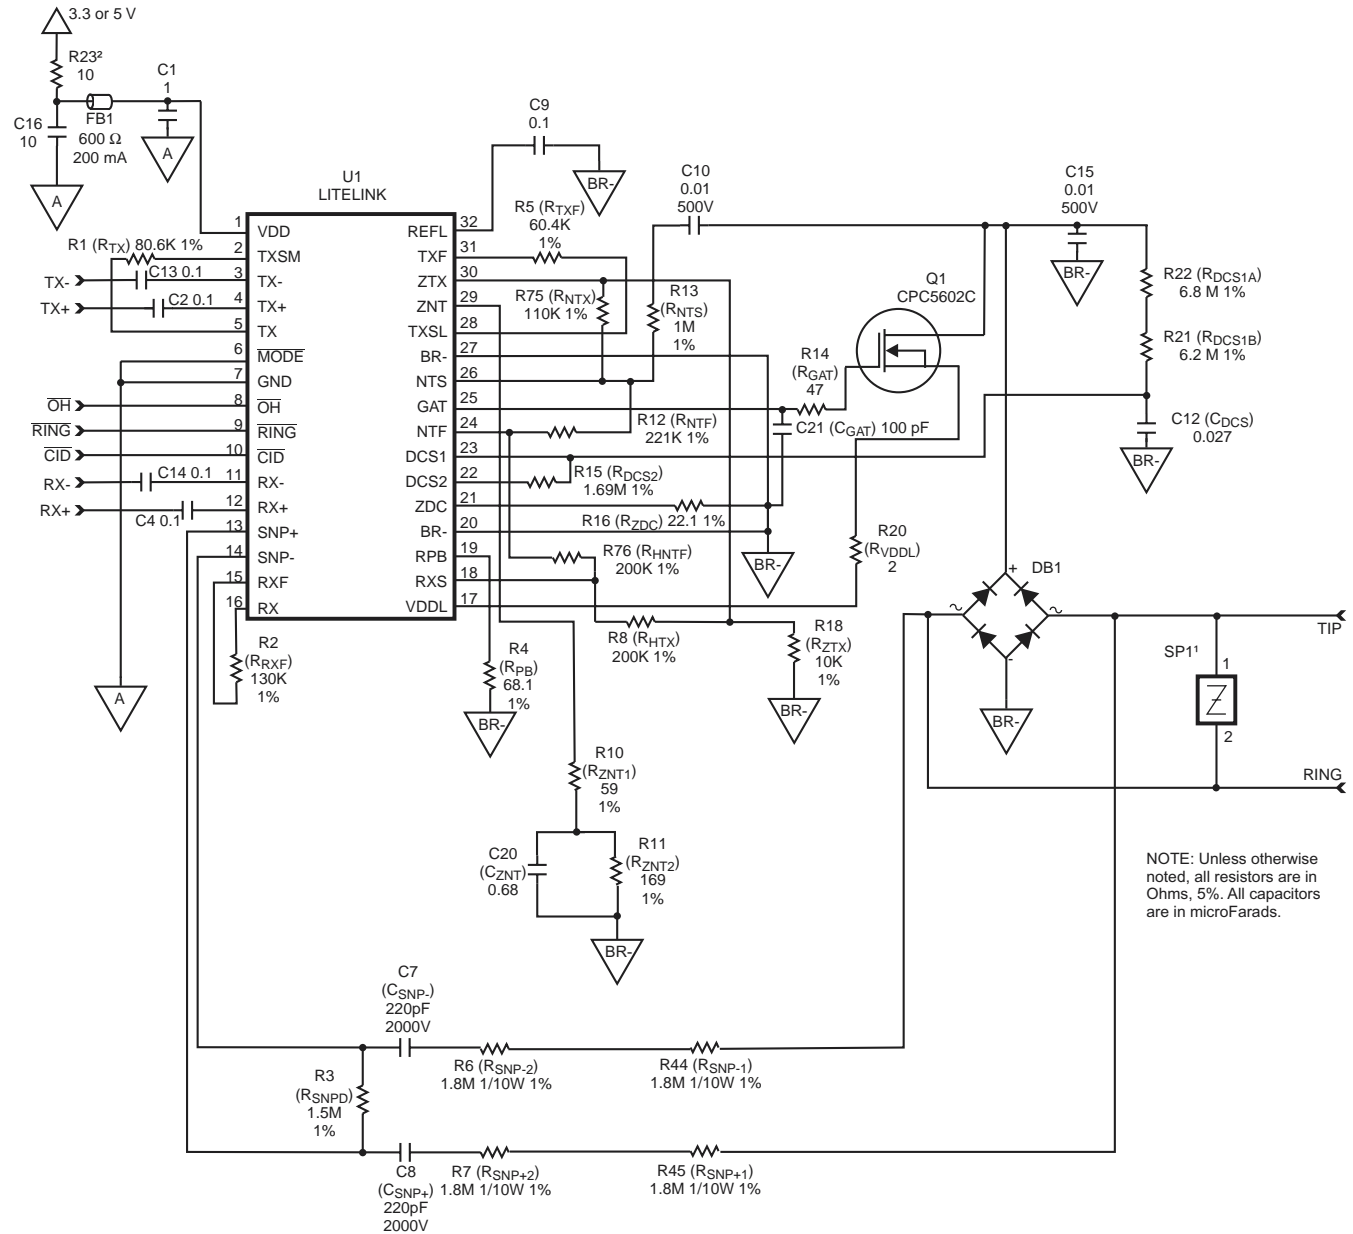 3.3 or 5 V
R23²
10
C1
1
C16
10
FB1
600 Ω
200 mA
A
A
C9
0.1
BR-
U1
LITELINK
R1 (RTX) 80.6K 1%
TX-
C13 0.1
TX+
C2 0.1
OH
RING
CID
RX-
C14 0.1
RX+
C4 0.1
1 VDD
2 TXSM
3 TX-
4 TX+
5 TX
6 MODE
7 GND
8 OH
9 RING
10 CID
11 RX-
12 RX+
13 SNP+
14 SNP-
15 RXF
16 RX
REFL 32
TXF 31
ZTX 30
ZNT 29
TXSL 28
BR- 27
NTS 26
GAT 25
NTF 24
DCS1 23
DCS2 22
ZDC 21
BR- 20
RPB 19
RXS 18
VDDL 17
R5 (RTXF)
60.4K
1%
R75 (RNTX)
110K 1%
C10
0.01
500V
R13
(RNTS)
1M
1%
Q1
CPC5602C
R14
(RGAT)
47
C15
0.01
500V
BR-
R22 (RDCS1A)
6.8 M 1%
R21 (RDCS1B)
6.2 M 1%
C12 (CDCS)
0.027
BR-
R12 (RNTF)
221K 1%
C21 (CGAT) 100 pF
R15 (RDCS2)
1.69M 1%
R16 (RZDC) 22.1 1%
R76 (RHNTF)
200K 1%
BR-
R20
(RVDDL)
2
R8 (RHTX)
200K 1%
R18
(RZTX)
10K
1%
BR-
R2
(RRXF)
130K
1%
A
R4
(RPB)
68.1
1%
BR-
+ DB1
~ ~
-
BR-
TIP
SP1¹
1
Z
2
RING
R10
(RZNT1)
59
1%
C20
(CZNT)
0.68
R11
(RZNT2)
169
1%
BR-
NOTE: Unless otherwise
noted, all resistors are in
Ohms, 5%. All capacitors
are in microFarads.
C7
(CSNP-)
220pF
2000V
R6 (RSNP-2)
1.8M 1/10W 1%
R44 (RSNP-1)
1.8M 1/10W 1%
R3
(RSNPD)
1.5M
1%
C8
(CSNP+)
220pF
2000V
R7 (RSNP+2)
1.8M 1/10W 1%
R45 (RSNP+1)
1.8M 1/10W 1%